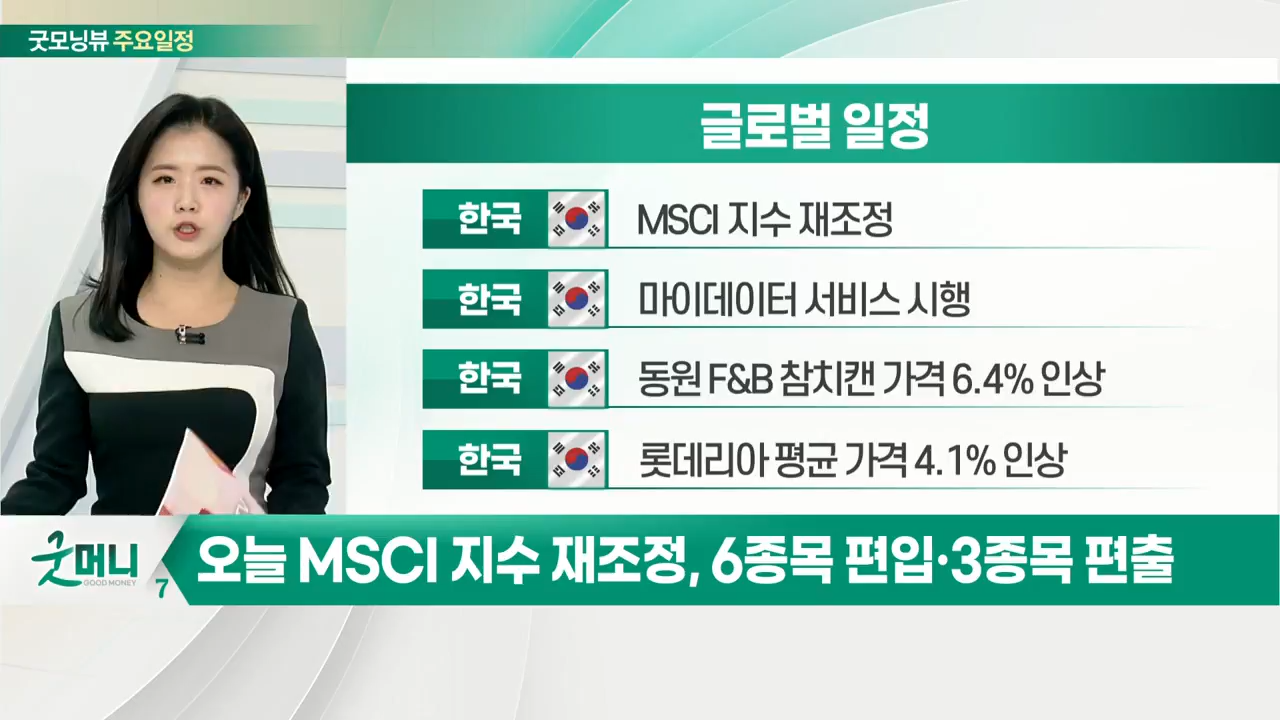 굿모닝뷰 주요일정
글로벌 일정
한국 MSCI 지수 재조정
한국 마이데이터 서비스 시행
한국 동원 F&B 참치캔 가격 6.4% 인상
한국 롯데리아 평균 가격 4.1% 인상
굿머니
GOOD MONEY
7
오늘 MSCI 지수 재조정, 6종목 편입·3종목 편출